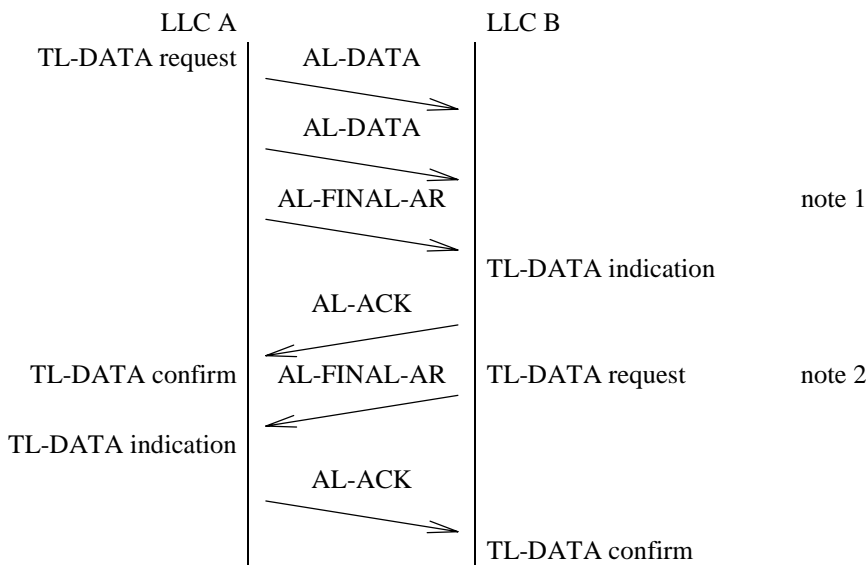 LLC A LLC B
TL-DATA request AL-DATA
AL-DATA
AL-FINAL-AR note 1
TL-DATA indication
AL-ACK
TL-DATA confirm AL-FINAL-AR TL-DATA request note 2
TL-DATA indication
AL-ACK
TL-DATA confirm